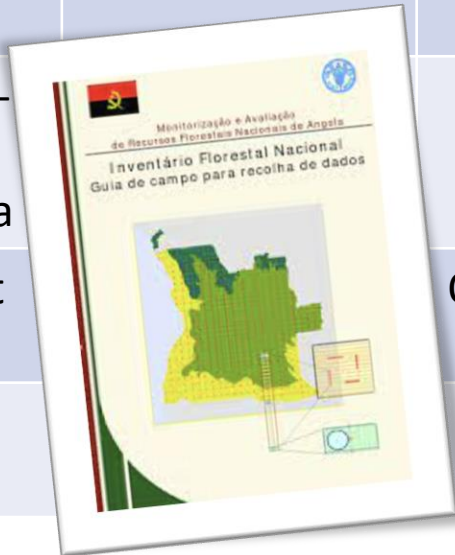 Monitorização e Avaliação
de Recursos Florestais Nacionais de Angola
Inventário Florestal Nacional
Guia de campo para recolha de dados
a
t